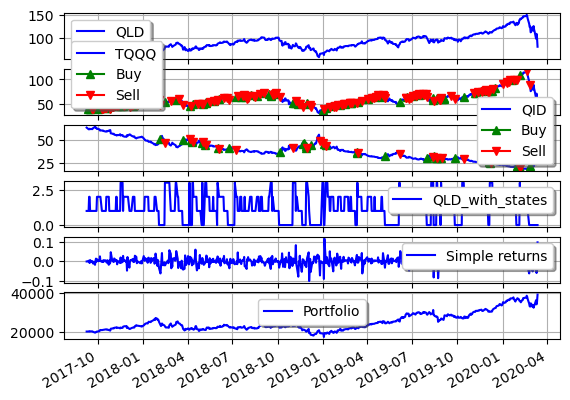 150
100
QLD
TQQQ
Buy
Sell
100
50
50
25
QID
Buy
Sell
2.5
0.0
QLD_with_states
0.1
0.0
−0.1
Simple returns
40000
20000
Portfolio
2017-10
2018-01
2018-04
2018-07
2018-10
2019-01
2019-04
2019-07
2019-10
2020-01
2020-04